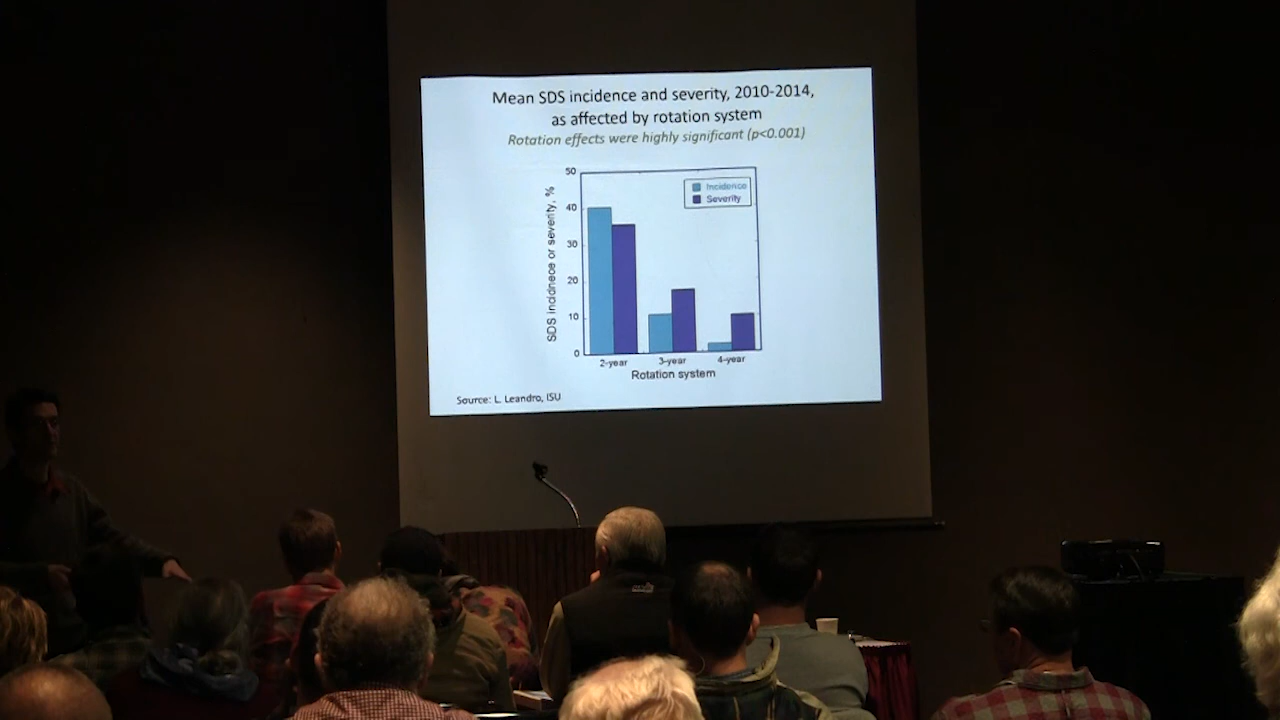 Mean SDS incidence and severity, 2010-2014,
as affected by rotation system
Rotation effects were highly significant (p<0.001)
50
40
30
20
10
0
SDS incidnece or severity, %
Incidence
Severity
2-year 3-year 4-year
Rotation system
Source: L. Leandro, ISU